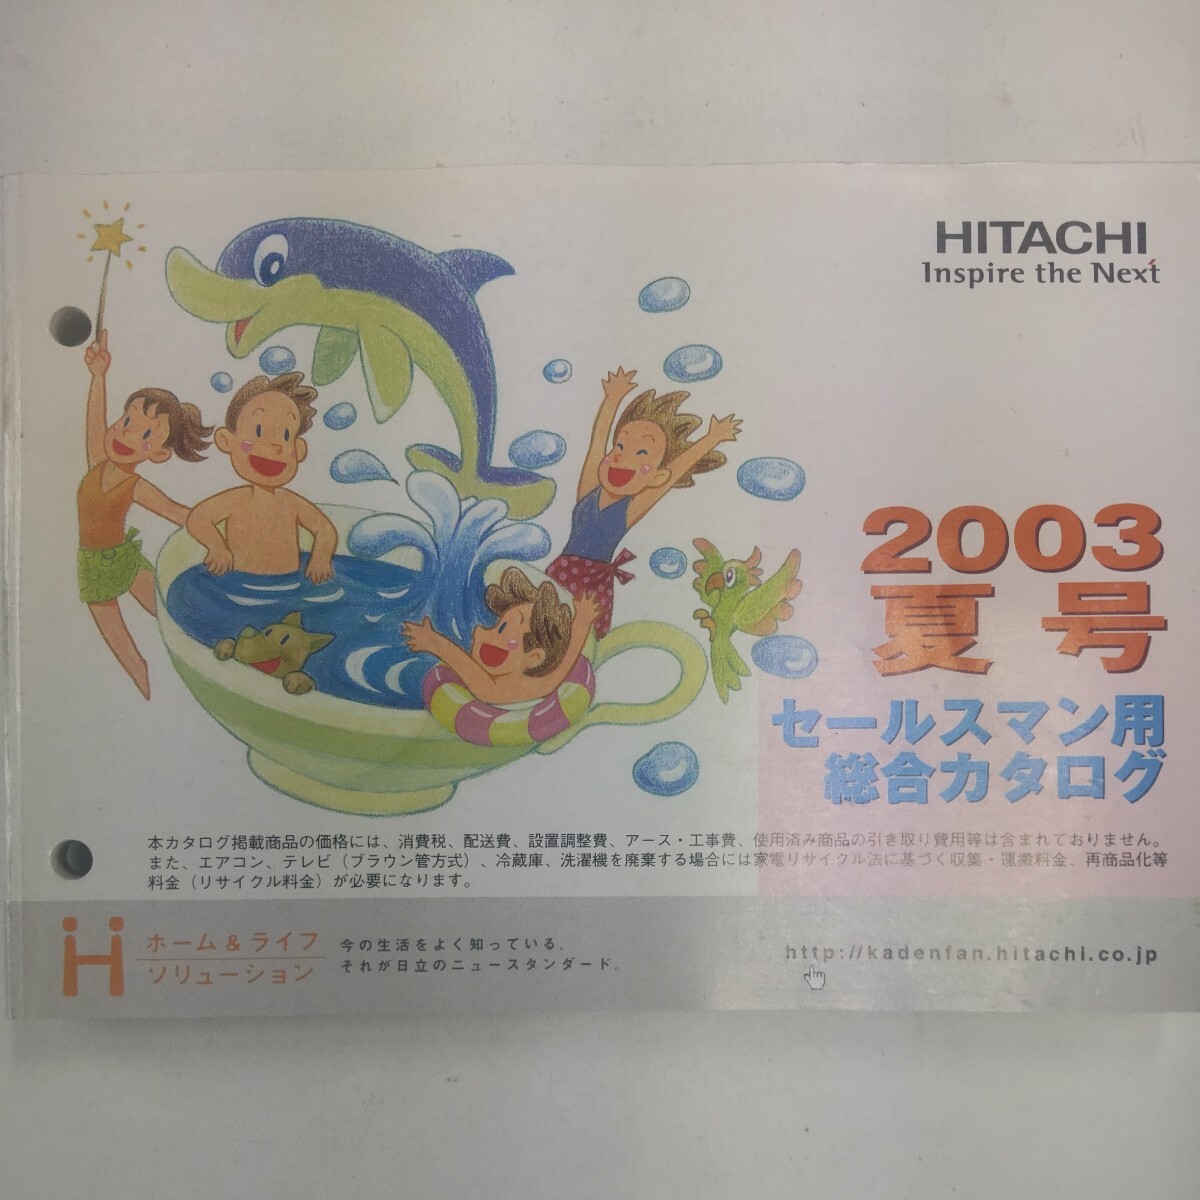 HITACHI
Inspire the Next
2003
夏号
セールスマン用
総合カタログ
本カタログ掲載商品の価格には、消費税、配送費、設置調整費、アース・工事費、使用済み商品の引き取り費用等は含まれておりません。
また、エアコン、テレビ（ブラウン管方式）、冷蔵庫、洗濯機を廃棄する場合には家電リサイクル法に基づく収集・運搬料金、再商品化等
料金（リサイクル料金）が必要になります。
ホーム&ライフ
ソリューション
今の生活をよく知っている。
それが日立のニュースタンダード。
http://kadenfan.hitachi.co.jp